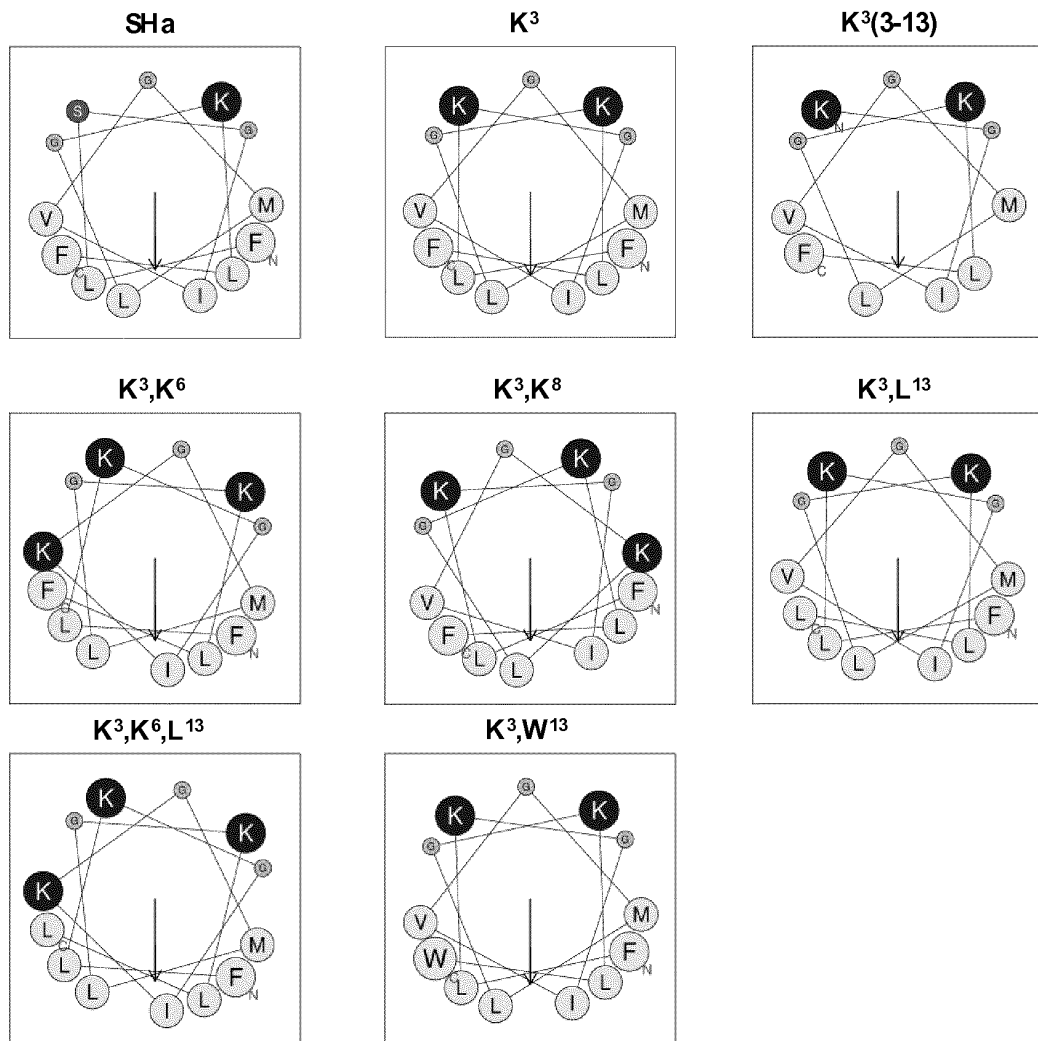 SHa
G
S K
G G
V M
F F N
C L L
L I
K³
G
K K
G G
V M
F F N
C L L
L I
K³(3-13)
G
K N K
G G
V M
F C
L
L I
K³,K⁶
K G
G K
G
K
F M
C L F N
L L
I
K³,K⁸
G K
K G
G
K
V F N
F C L
L I
L
K³,L¹³
G
K K
G G
V M
L F N
C L L
L I
K³,K⁶,L¹³
K G
G K
G
K
L M
C L F N
L L
I
K³,W¹³
G
K K
G G
V M
W F N
C L L
L I